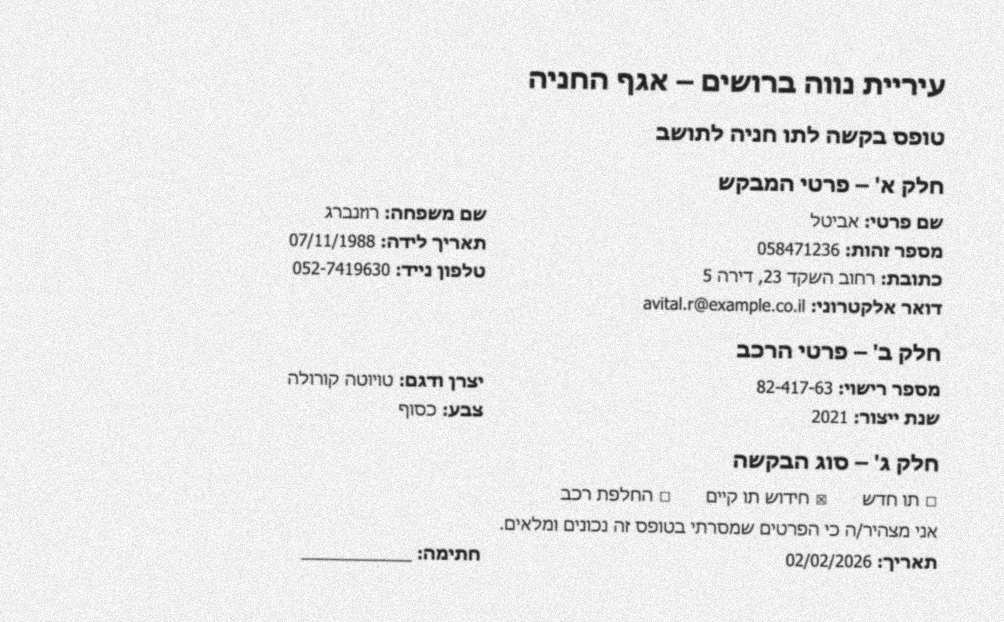 עיריית נווה ברושים – אגף החניה
טופס בקשה לתו חניה לתושב
חלק א' – פרטי המבקש
שם פרטי: אביטל שם משפחה: רוזנברג
מספר זהות: 058471236 תאריך לידה: 07/11/1988
כתובת: רחוב השקד 23, דירה 5 טלפון נייד: 052-7419630
דואר אלקטרוני: avital.r@example.co.il
חלק ב' – פרטי הרכב
מספר רישוי: 82-417-63 יצרן ודגם: טויוטה קורולה
שנת ייצור: 2021 צבע: כסוף
חלק ג' – סוג הבקשה
☐ תו חדש ☒ חידוש תו קיים ☐ החלפת רכב
אני מצהיר/ה כי הפרטים שמסרתי בטופס זה נכונים ומלאים.
תאריך: 02/02/2026 חתימה: ____________